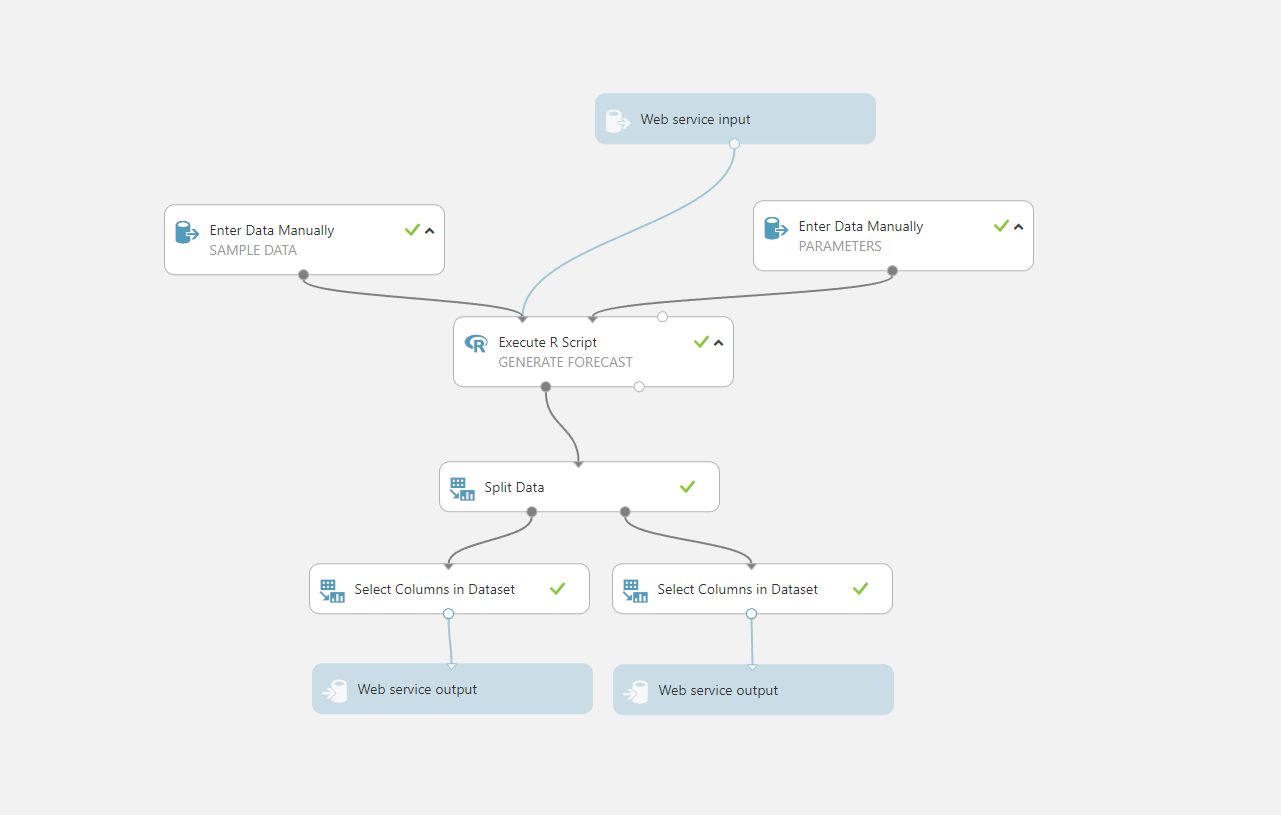 Web service input
Enter Data Manually
SAMPLE DATA
Enter Data Manually
PARAMETERS
Execute R Script
GENERATE FORECAST
Split Data
Select Columns in Dataset
Select Columns in Dataset
Web service output
Web service output